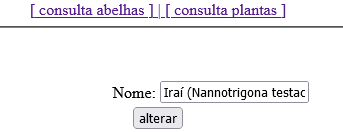 [ consulta abelhas ] | [ consulta plantas ]
Nome: Iraí (Nannotrigona testac
alterar